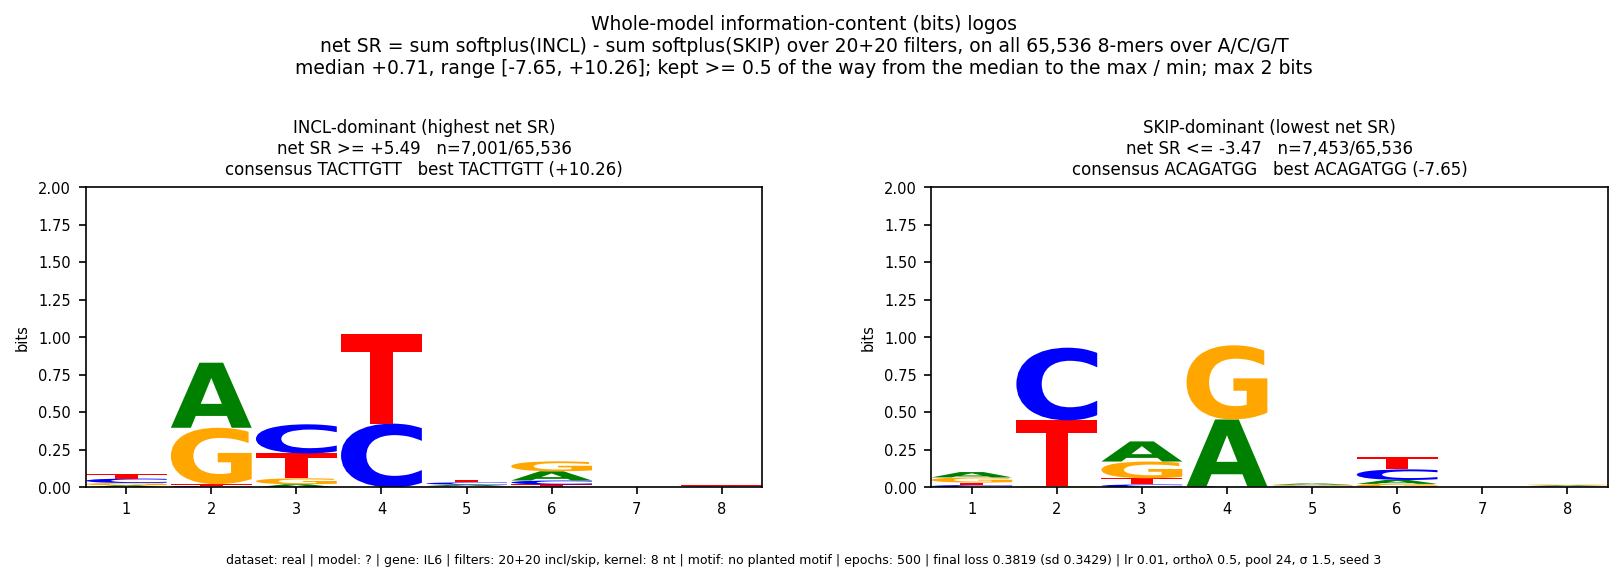 Whole-model information-content (bits) logos
net SR = sum softplus(INCL) - sum softplus(SKIP) over 20+20 filters, on all 65,536 8-mers over A/C/G/T
median +0.71, range [-7.65, +10.26]; kept >= 0.5 of the way from the median to the max / min; max 2 bits
INCL-dominant (highest net SR)
net SR >= +5.49   n=7,001/65,536
consensus TACTTGTT   best TACTTGTT (+10.26)
2.00
1.75
1.50
1.25
1.00
0.75
0.50
0.25
0.00
bits
1 2 3 4 5 6 7 8
SKIP-dominant (lowest net SR)
net SR <= -3.47   n=7,453/65,536
consensus ACAGATGG   best ACAGATGG (-7.65)
2.00
1.75
1.50
1.25
1.00
0.75
0.50
0.25
0.00
bits
1 2 3 4 5 6 7 8
dataset: real | model: ? | gene: IL6 | filters: 20+20 incl/skip, kernel: 8 nt | motif: no planted motif | epochs: 500 | final loss 0.3819 (sd 0.3429) | lr 0.01, orthoλ 0.5, pool 24, σ 1.5, seed 3